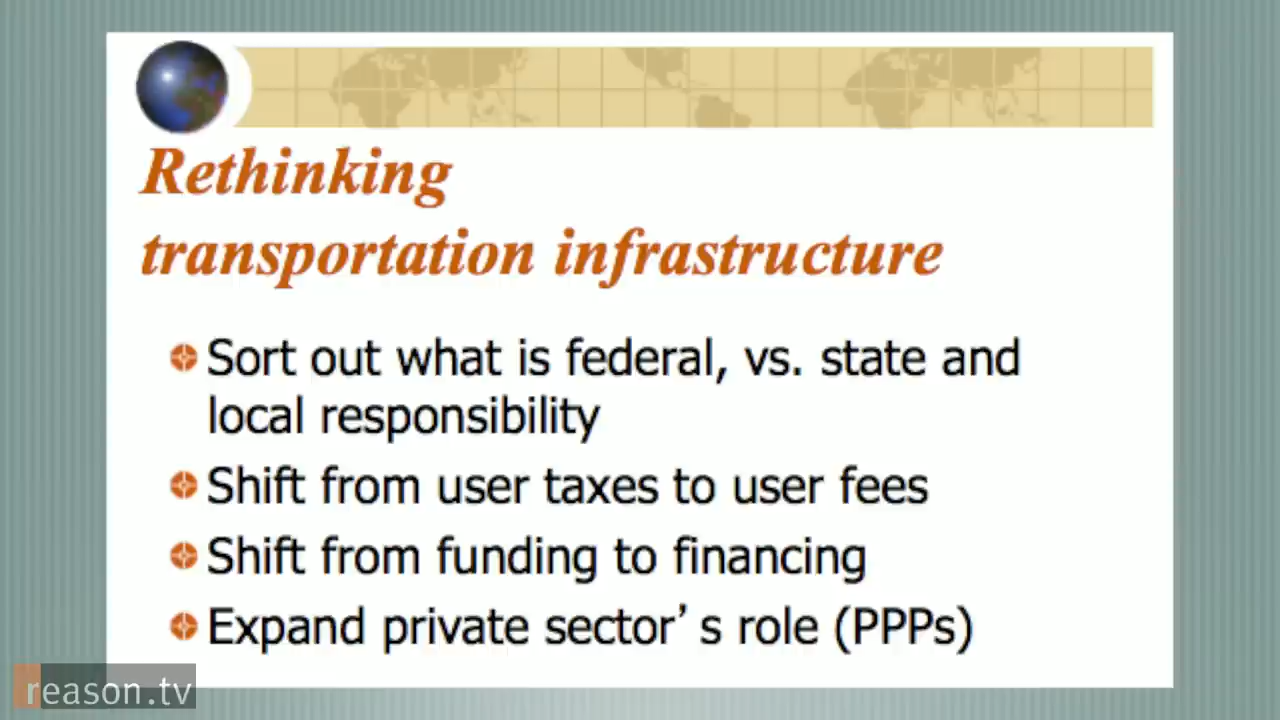 Rethinking
transportation infrastructure
Sort out what is federal, vs. state and
local responsibility
Shift from user taxes to user fees
Shift from funding to financing
Expand private sector’s role (PPPs)
reason.tv